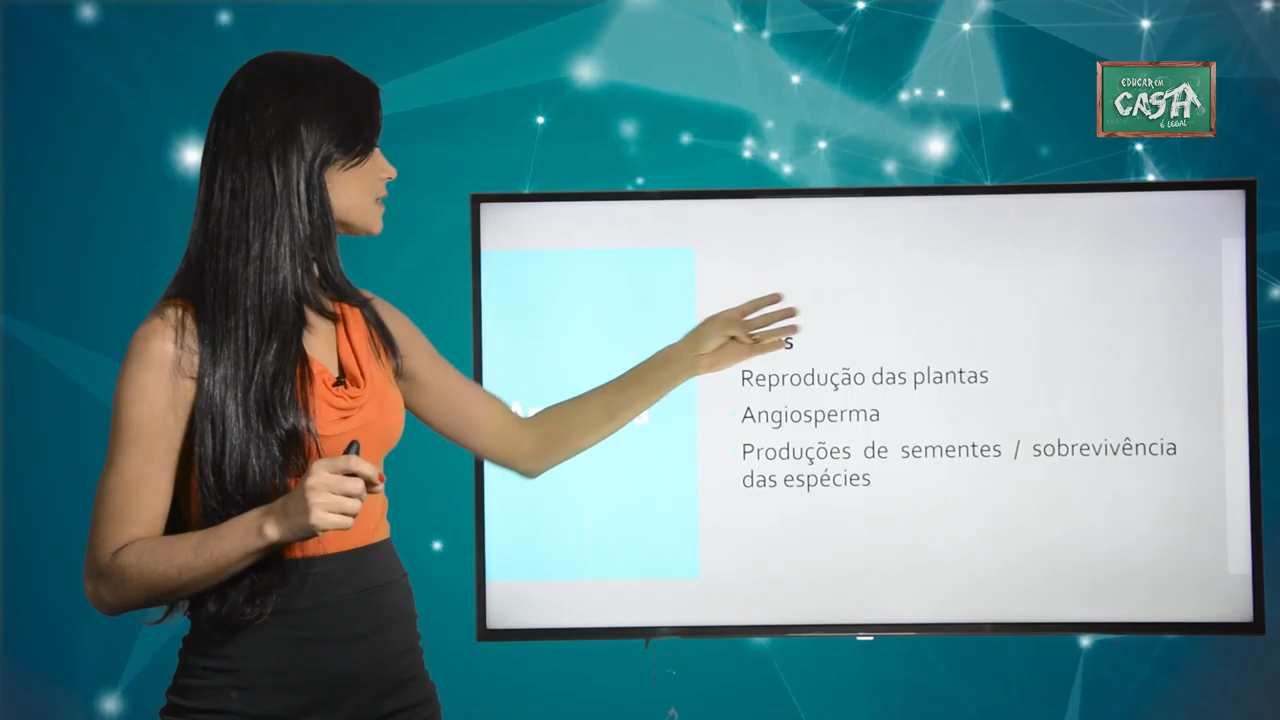 EDUCAR EM
CASA
É LEGAL
s
Reprodução das plantas
Angiosperma
Produções de sementes / sobrevivência
das espécies